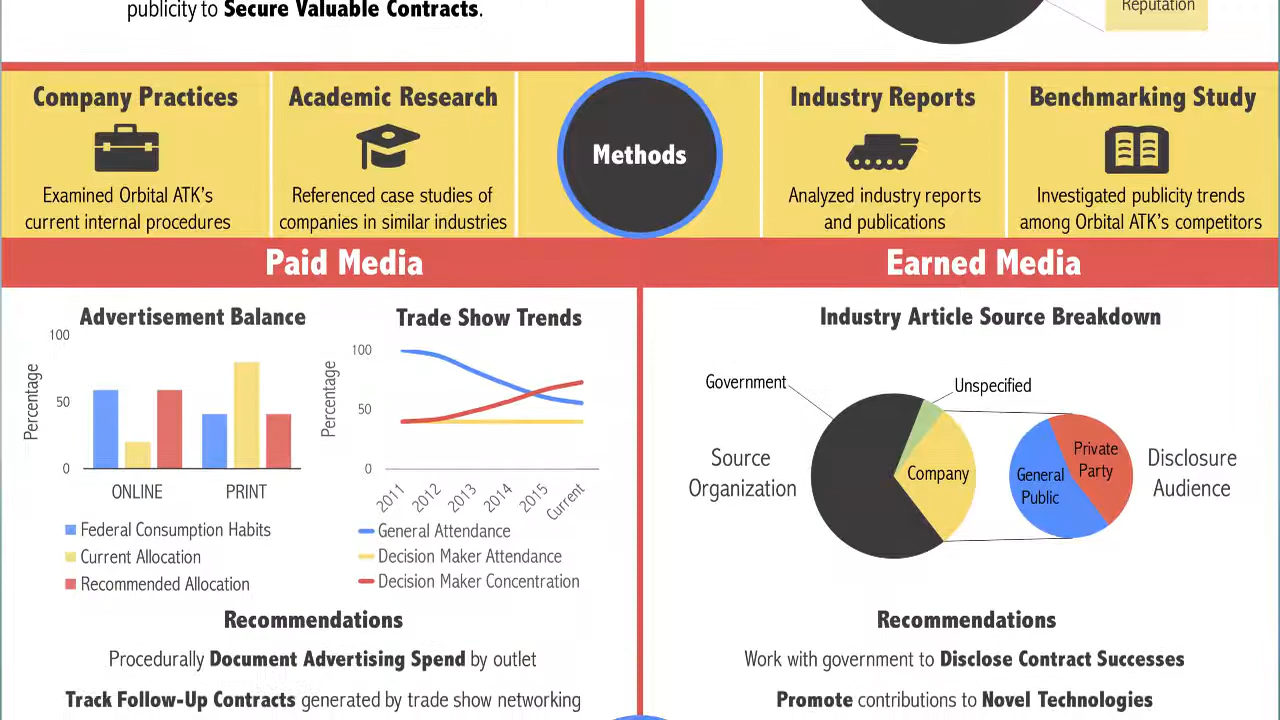 publicity to Secure Valuable Contracts.
Reputation
Company Practices
Examined Orbital ATK's
current internal procedures
Academic Research
Referenced case studies of
companies in similar industries
Methods
Industry Reports
Analyzed industry reports
and publications
Benchmarking Study
Investigated publicity trends
among Orbital ATK's competitors
Paid Media
Advertisement Balance
Percentage
100
50
0
ONLINE
PRINT
Federal Consumption Habits
Current Allocation
Recommended Allocation
Trade Show Trends
Percentage
100
50
0
2011
2012
2013
2014
2015
Current
General Attendance
Decision Maker Attendance
Decision Maker Concentration
Recommendations
Procedurally Document Advertising Spend by outlet
Track Follow-Up Contracts generated by trade show networking
Earned Media
Industry Article Source Breakdown
Government
Unspecified
Source
Organization
Company
General
Public
Private
Party
Disclosure
Audience
Recommendations
Work with government to Disclose Contract Successes
Promote contributions to Novel Technologies